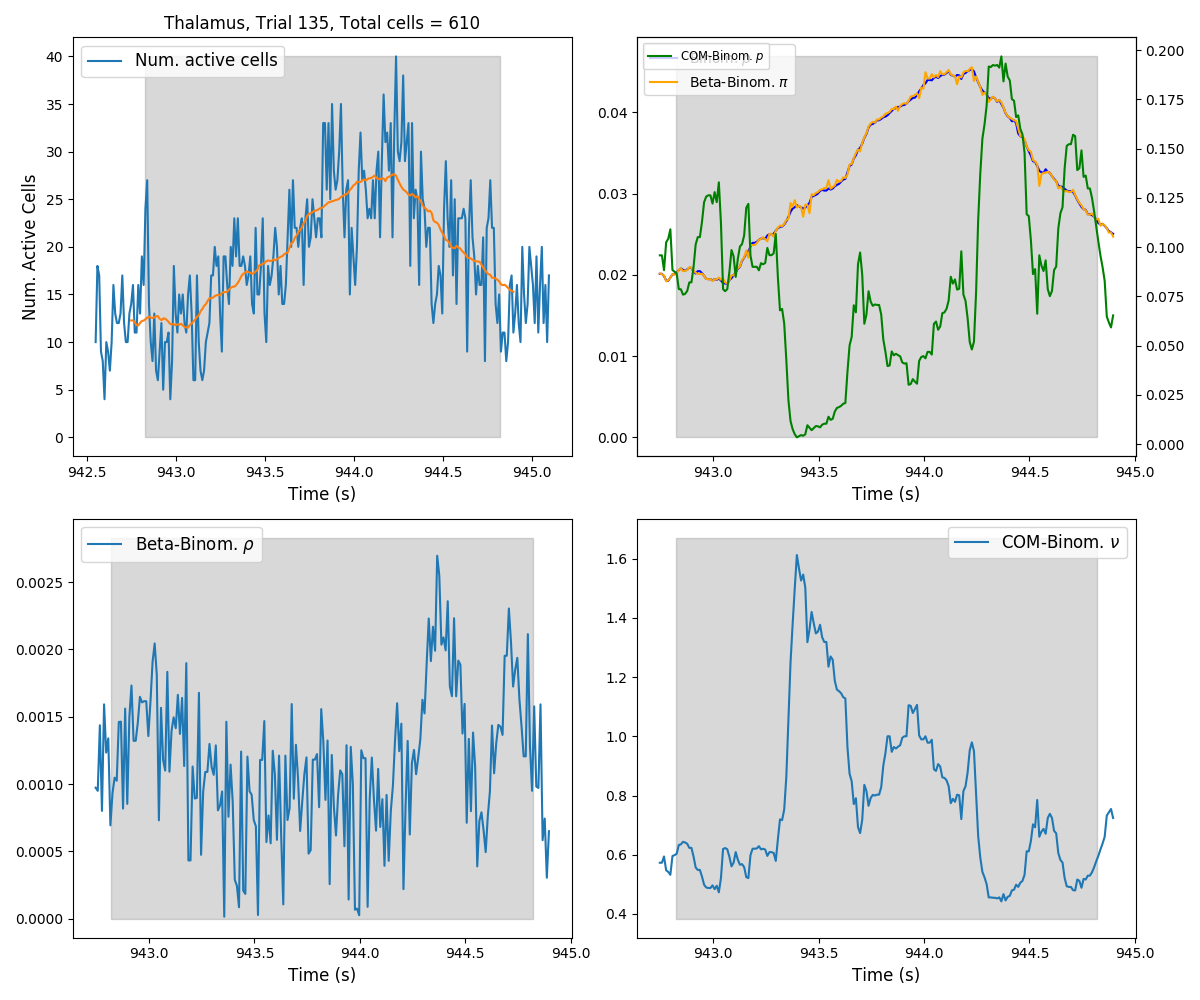 Thalamus, Trial 135, Total cells = 610
Num. active cells
Num. Active Cells
40
35
30
25
20
15
10
5
0
942.5 943.0 943.5 944.0 944.5 945.0
Time (s)
COM-Binom. p
Beta-Binom. π
0.04
0.03
0.02
0.01
0.00
0.200
0.175
0.150
0.125
0.100
0.075
0.050
0.025
0.000
943.0 943.5 944.0 944.5 945.0
Time (s)
Beta-Binom. ρ
0.0025
0.0020
0.0015
0.0010
0.0005
0.0000
943.0 943.5 944.0 944.5 945.0
Time (s)
COM-Binom. ν
1.6
1.4
1.2
1.0
0.8
0.6
0.4
943.0 943.5 944.0 944.5 945.0
Time (s)